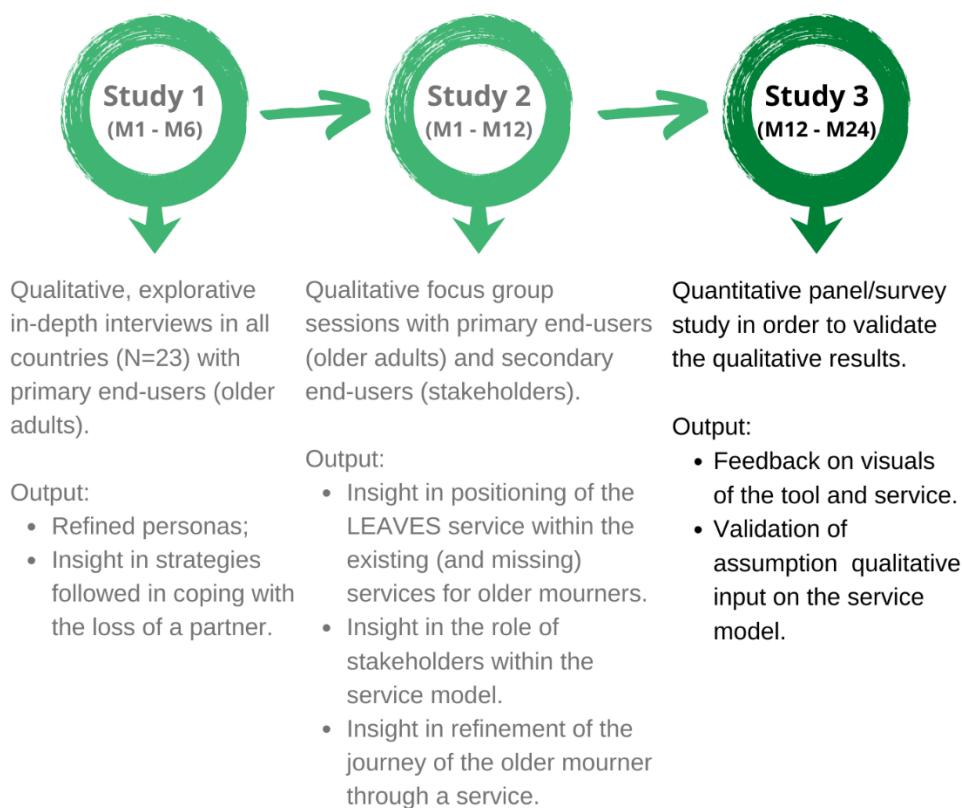 Study 1
(M1 - M6)
Study 2
(M1 - M12)
Study 3
(M12 - M24)
Qualitative, explorative
in-depth interviews in all
countries (N=23) with
primary end-users (older
adults).
Output:
• Refined personas;
• Insight in strategies
followed in coping with
the loss of a partner.
Qualitative focus group
sessions with primary end-users
(older adults) and secondary
end-users (stakeholders).
Output:
• Insight in positioning of the
LEAVES service within the
existing (and missing)
services for older mourners.
• Insight in the role of
stakeholders within the
service model.
• Insight in refinement of the
journey of the older mourner
through a service.
Quantitative panel/survey
study in order to validate
the qualitative results.
Output:
• Feedback on visuals
of the tool and service.
• Validation of
assumption qualitative
input on the service
model.